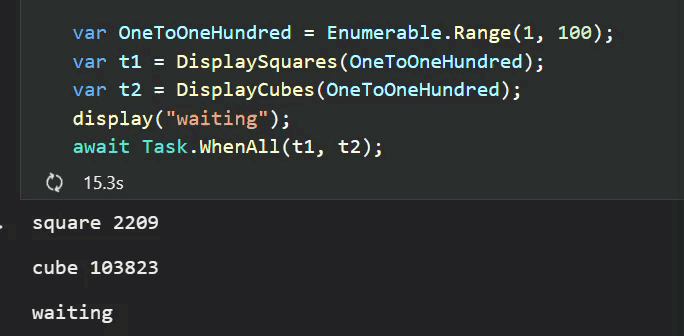 var OneToOneHundred = Enumerable.Range(1, 100);
var t1 = DisplaySquares(OneToOneHundred);
var t2 = DisplayCubes(OneToOneHundred);
display("waiting");
await Task.WhenAll(t1, t2);
15.3s
square 2209
cube 103823
waiting